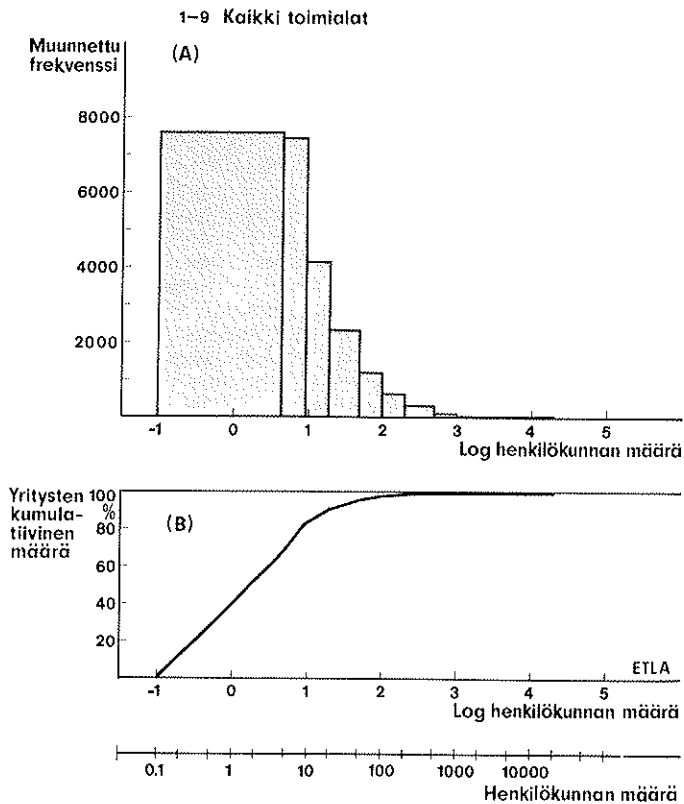 1–9 Kaikki toimialat
Muunnettu
frekvenssi
(A)
8000
6000
4000
2000
-1 0 1 2 3 4 5
Log henkilökunnan määrä
Yritysten
kumula-
tiivinen
määrä
100
%
80
60
40
20
(B)
ETLA
-1 0 1 2 3 4 5
Log henkilökunnan määrä
0.1 1 10 100 1000 10000
Henkilökunnan määrä